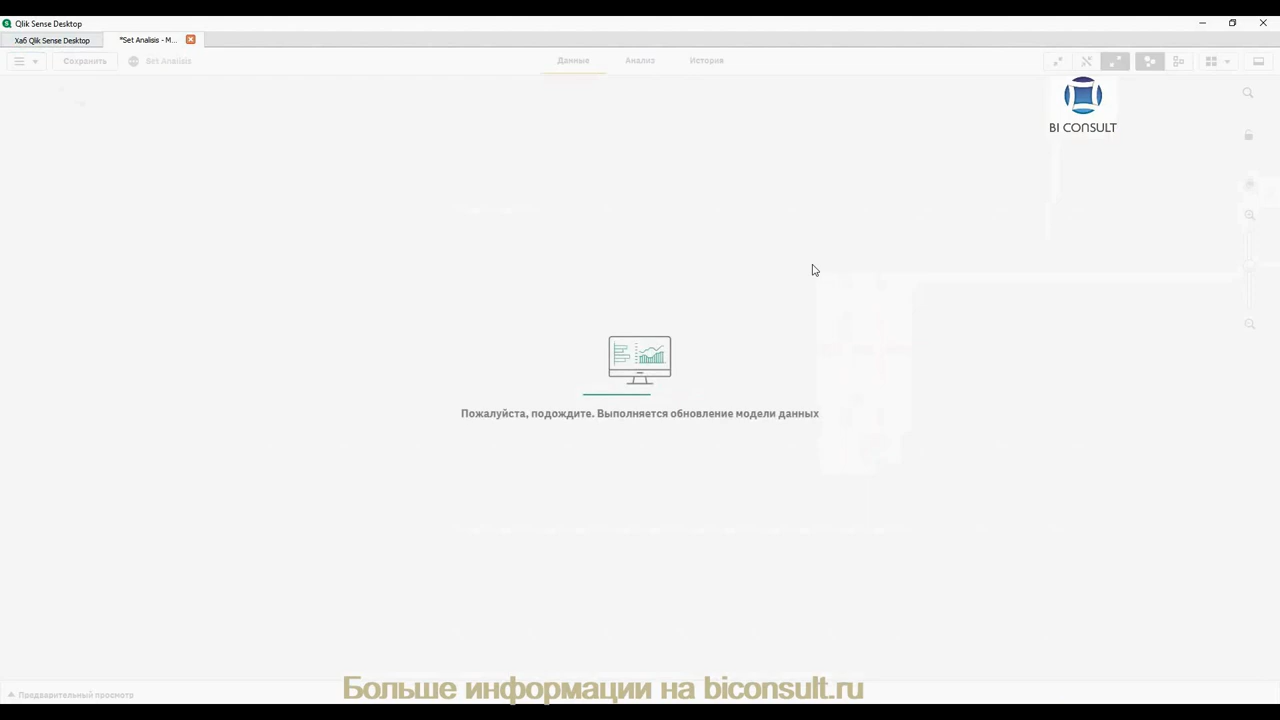 Qlik Sense Desktop
Хаб Qlik Sense Desktop
*Set Analisis - M...
Сохранить
Set Analisis
Данные
Анализ
История
BI CONSULT
Пожалуйста, подождите. Выполняется обновление модели данных
Предварительный просмотр
Больше информации на biconsult.ru